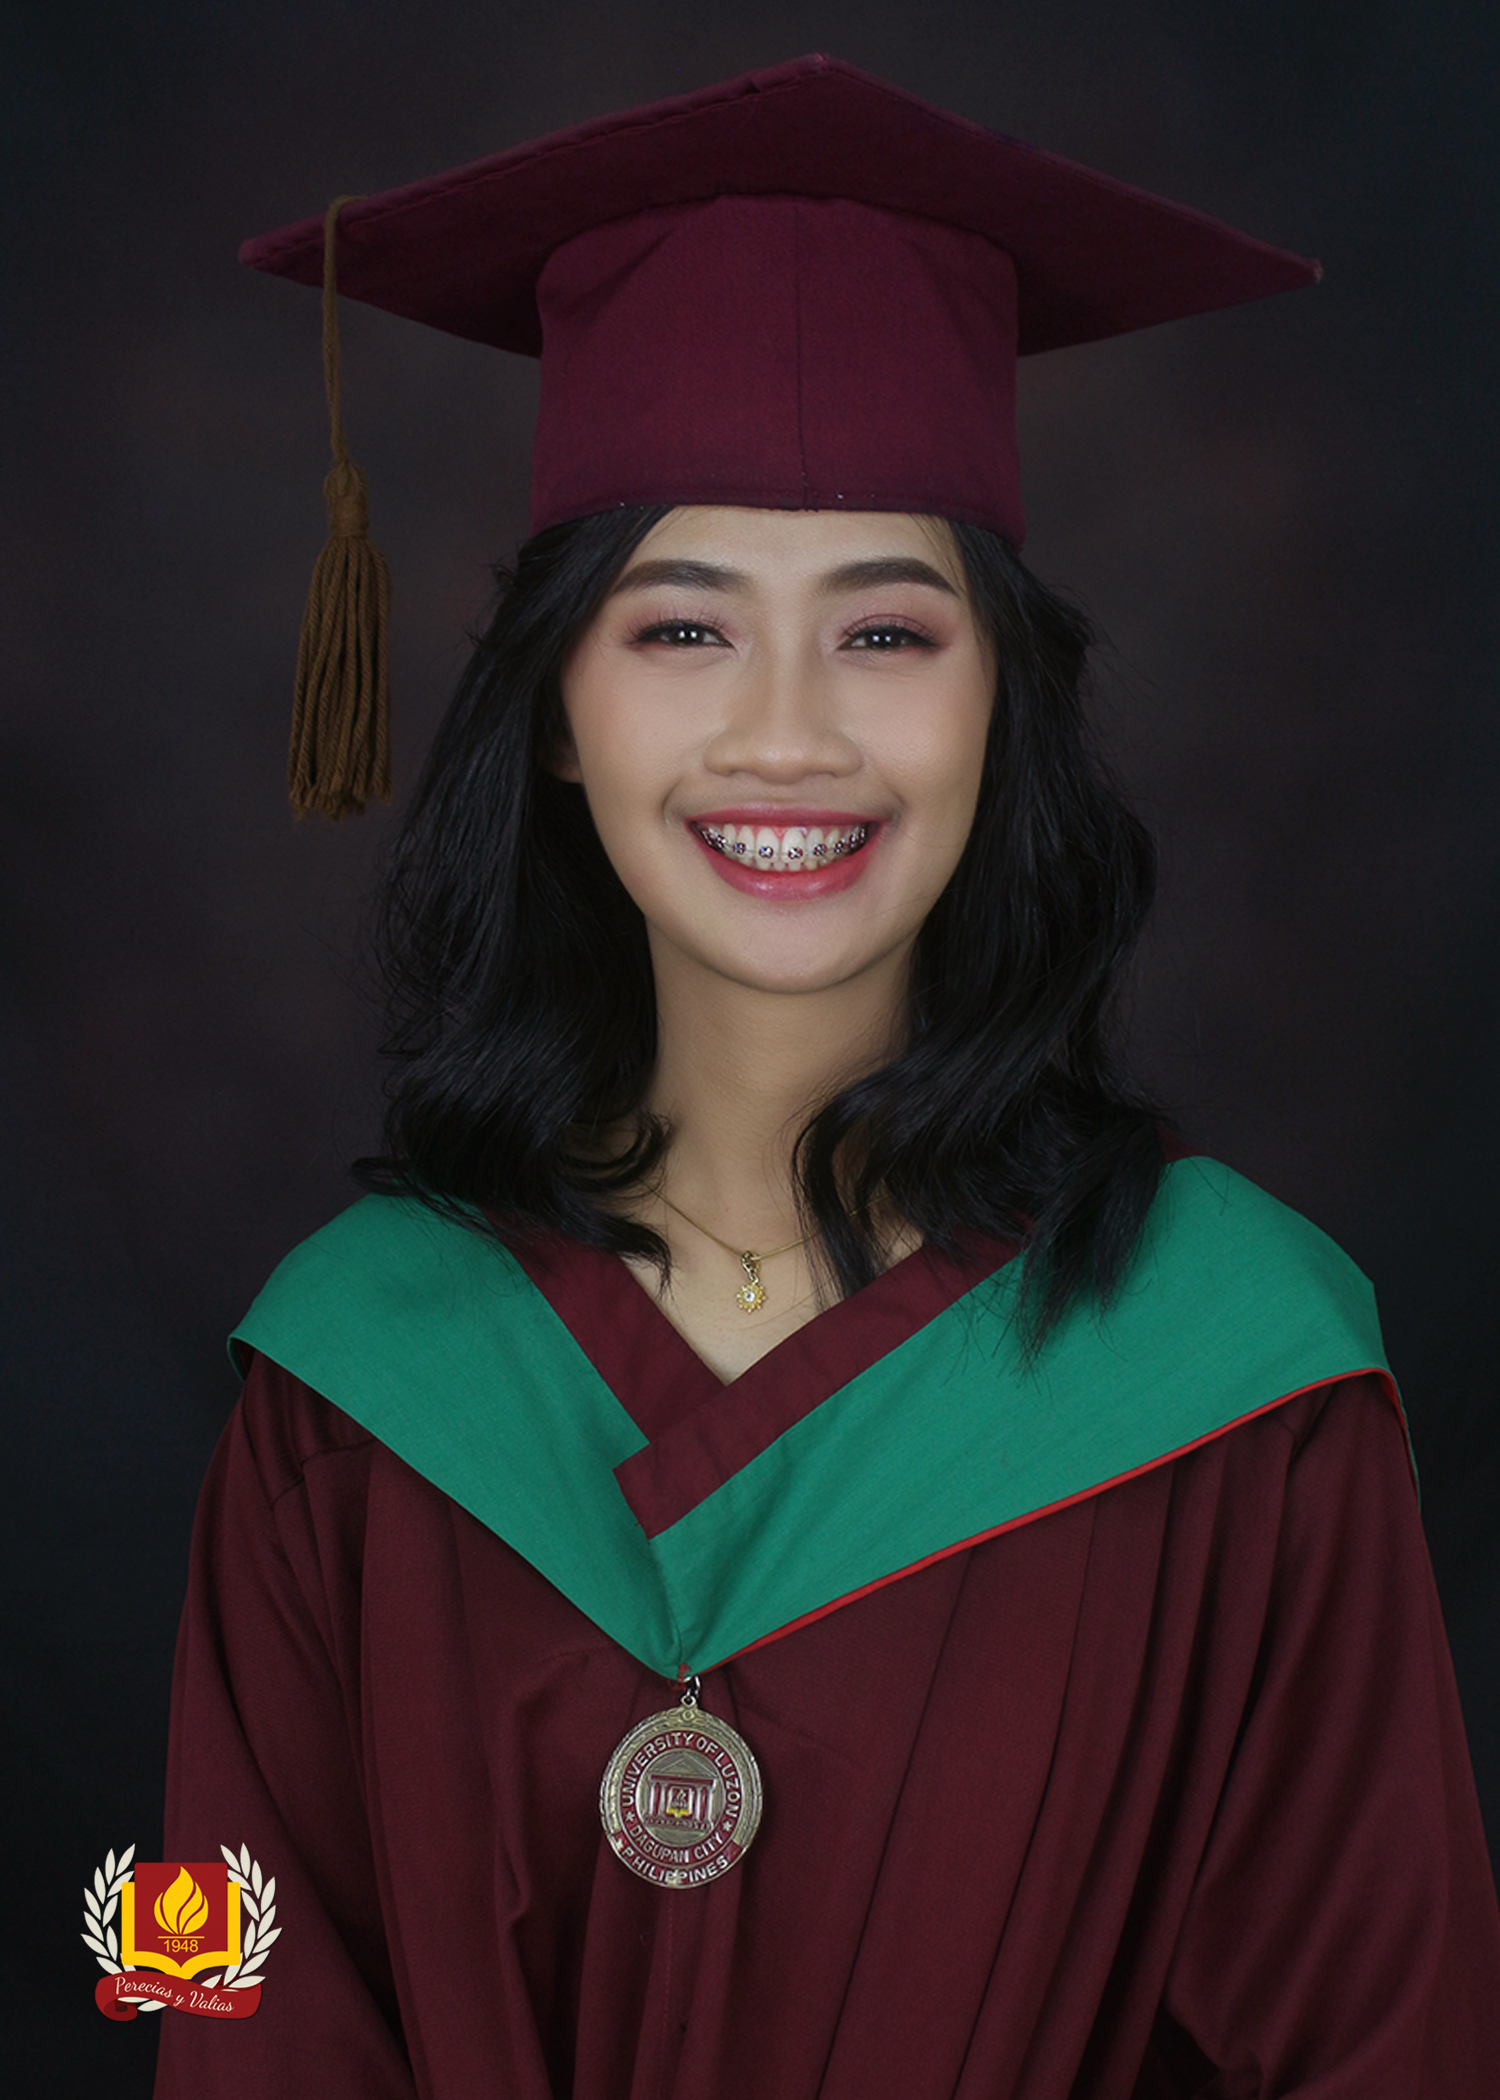 UNIVERSITY OF LUZON
DAGUPAN CITY
PHILIPPINES
1948
Perecias y Valias